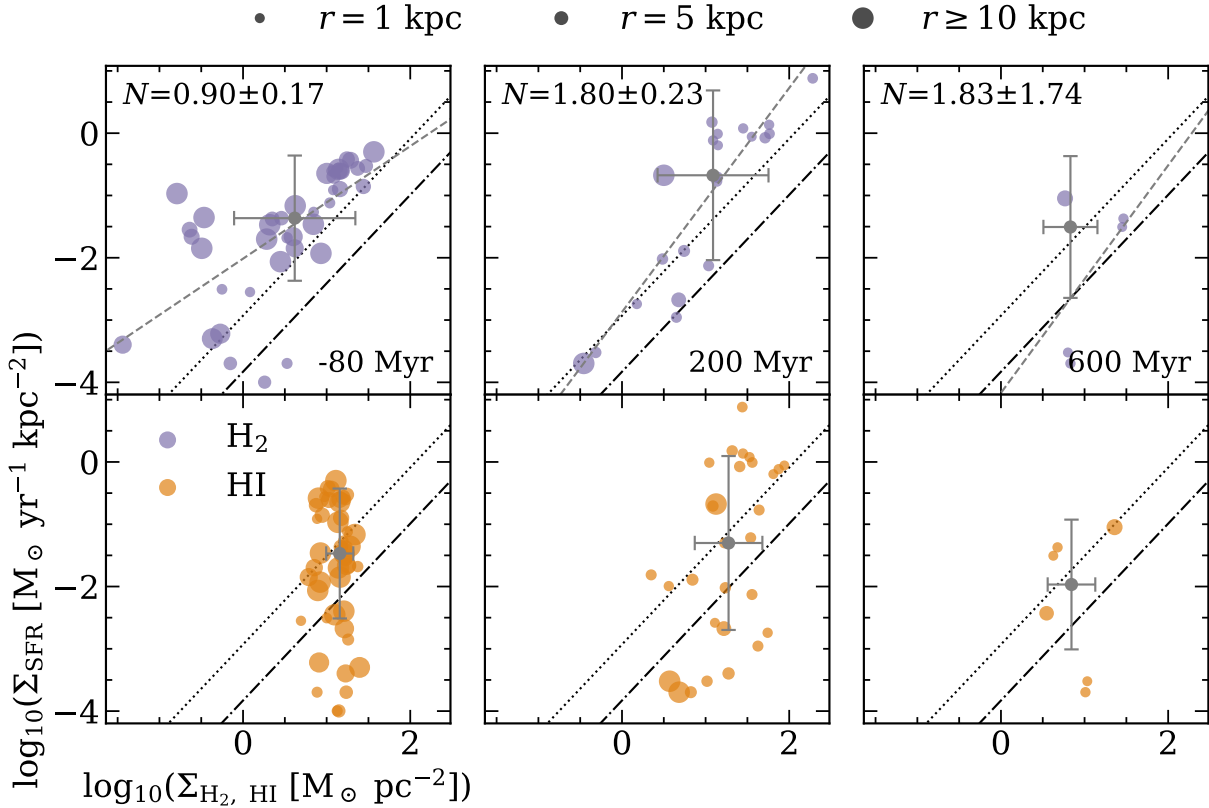 r = 1 kpc r = 5 kpc r ≥ 10 kpc
N=0.90±0.17 N=1.80±0.23 N=1.83±1.74
0
−2
−4
-80 Myr 200 Myr 600 Myr
H₂
HI
0
−2
−4
0 2 0 2 0 2
log₁₀(Σ_SFR [M⊙ yr⁻¹ kpc⁻²])
log₁₀(Σ_H₂, HI [M⊙ pc⁻²])